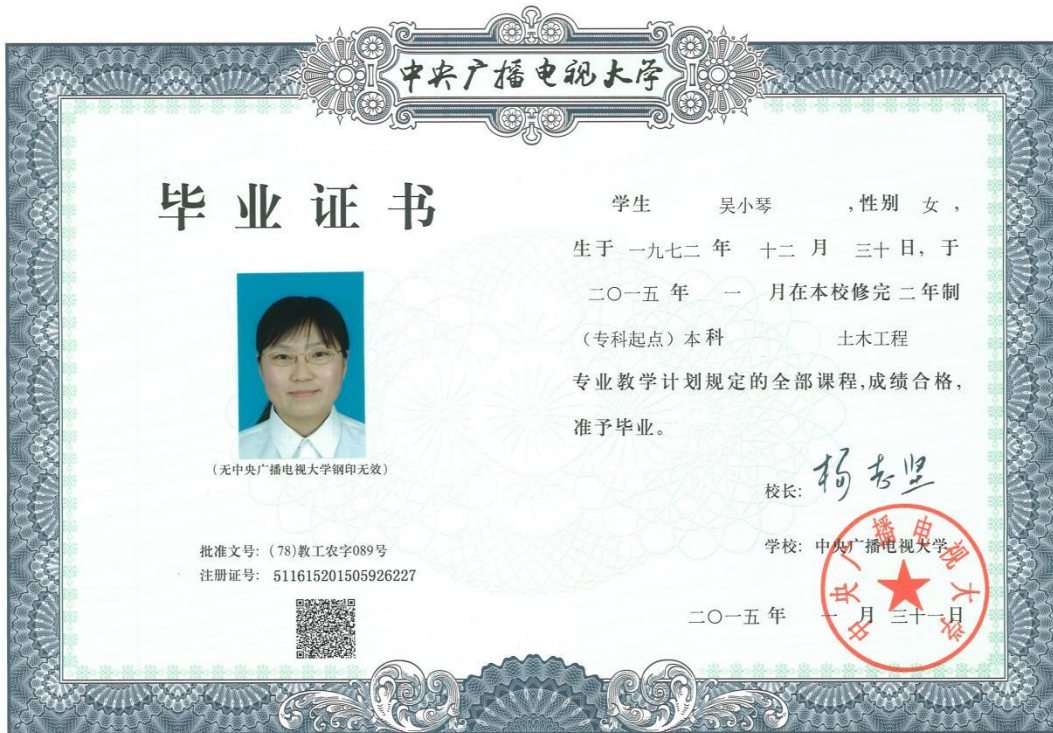 中央广播电视大学
毕业证书
(无中央广播电视大学钢印无效)
批准文号: (78)教工农字089号
注册证号: 511615201505926227
学生 吴小琴 ,性别 女 ,
生于 一九七二 年 十二 月 三十 日, 于
二〇一五 年 一 月在本校修完 二年制
(专科起点) 本科 土木工程
专业教学计划规定的全部课程,成绩合格,
准予毕业。
校长: 杨志坚
学校: 中央广播电视大学
二〇一五 年 一 月 三十一日
中央广播电视大学